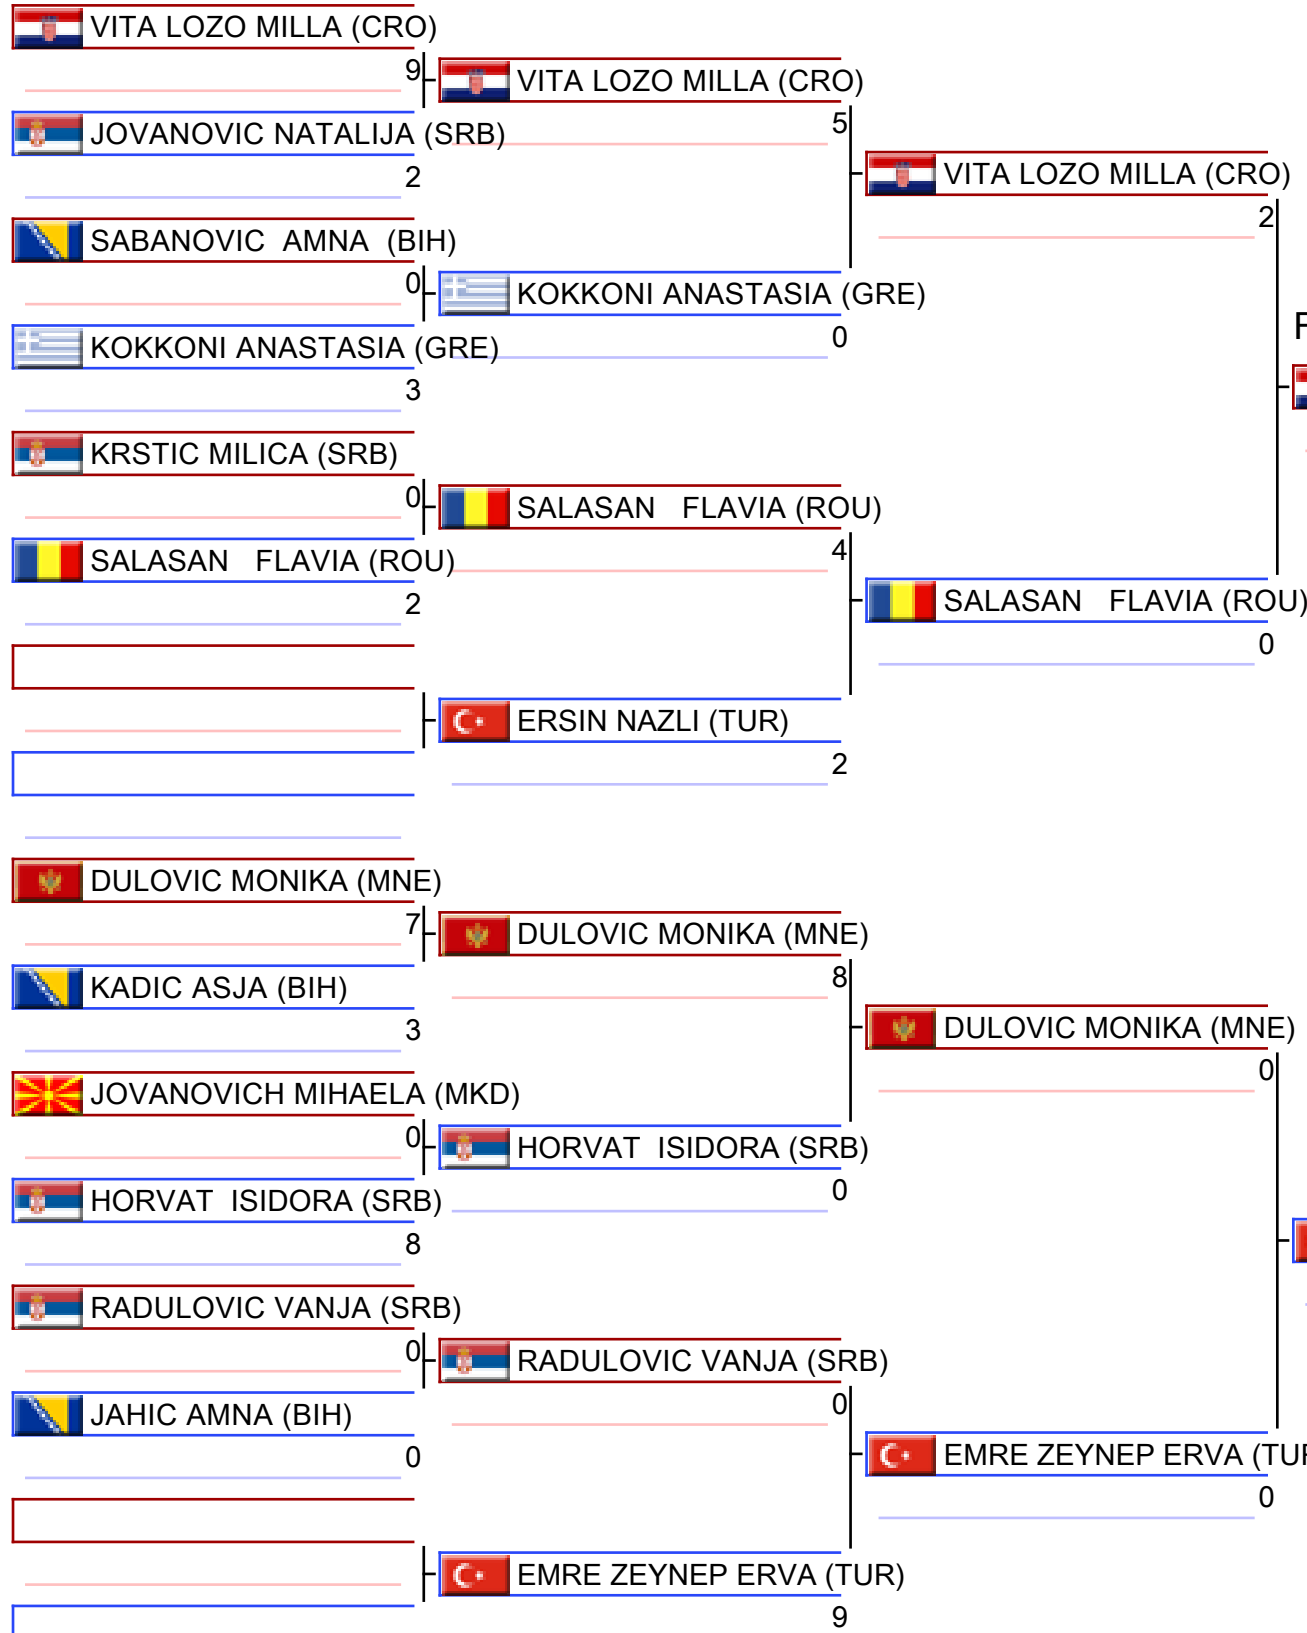 VITA LOZO MILLA (CRO)
9
VITA LOZO MILLA (CRO)
JOVANOVIC NATALIJA (SRB)
5
2
VITA LOZO MILLA (CRO)
2
SABANOVIC  AMNA  (BIH)
0
KOKKONI ANASTASIA (GRE)
0
KOKKONI ANASTASIA (GRE)
3
KRSTIC MILICA (SRB)
0
SALASAN   FLAVIA (ROU)
4
SALASAN   FLAVIA (ROU)
2
SALASAN   FLAVIA (ROU)
0
ERSIN NAZLI (TUR)
2
DULOVIC MONIKA (MNE)
7
DULOVIC MONIKA (MNE)
8
KADIC ASJA (BIH)
3
DULOVIC MONIKA (MNE)
0
JOVANOVICH MIHAELA (MKD)
0
HORVAT  ISIDORA (SRB)
0
HORVAT  ISIDORA (SRB)
8
RADULOVIC VANJA (SRB)
0
RADULOVIC VANJA (SRB)
0
JAHIC AMNA (BIH)
0
EMRE ZEYNEP ERVA (TU
0
EMRE ZEYNEP ERVA (TUR)
9